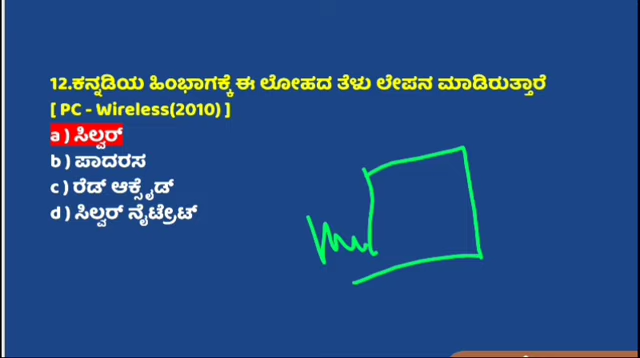 12.ಕನ್ನಡಿಯ ಹಿಂಭಾಗಕ್ಕೆ ಈ ಲೋಹದ ತೆಳು ಲೇಪನ ಮಾಡಿರುತ್ತಾರೆ
[ PC - Wireless(2010) ]
a ) ಸಿಲ್ವರ್
b ) ಪಾದರಸ
c ) ರೆಡ್ ಆಕ್ಸೈಡ್
d ) ಸಿಲ್ವರ್ ನೈಟ್ರೇಟ್